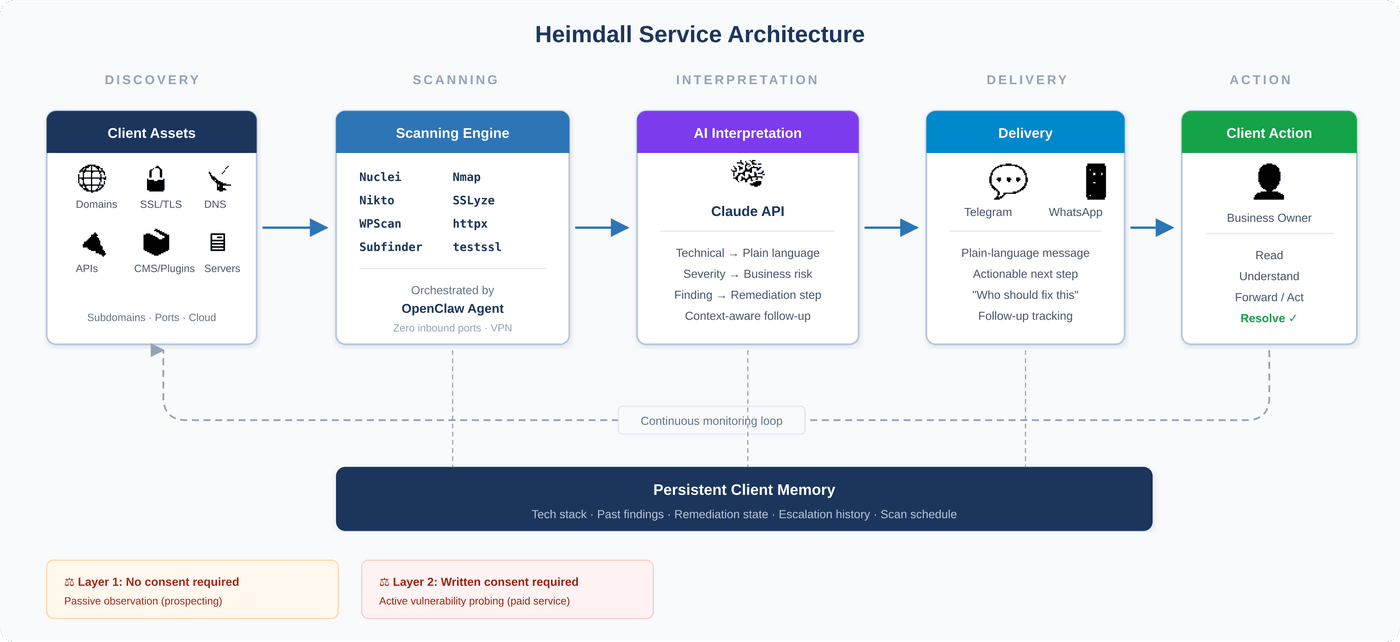 Heimdall Service Architecture
DISCOVERY
SCANNING
INTERPRETATION
DELIVERY
ACTION
Client Assets
Domains SSL/TLS DNS
APIs CMS/Plugins Servers
Subdomains · Ports · Cloud
Scanning Engine
Nuclei Nmap
Nikto SSLyze
WPScan httpx
Subfinder testssl
Orchestrated by
OpenClaw Agent
Zero inbound ports · VPN
AI Interpretation
Claude API
Technical → Plain language
Severity → Business risk
Finding → Remediation step
Context-aware follow-up
Delivery
Telegram WhatsApp
Plain-language message
Actionable next step
"Who should fix this"
Follow-up tracking
Client Action
Business Owner
Read
Understand
Forward / Act
Resolve ✓
Continuous monitoring loop
Persistent Client Memory
Tech stack · Past findings · Remediation state · Escalation history · Scan schedule
⚖ Layer 1: No consent required
Passive observation (prospecting)
⚖ Layer 2: Written consent required
Active vulnerability probing (paid service)